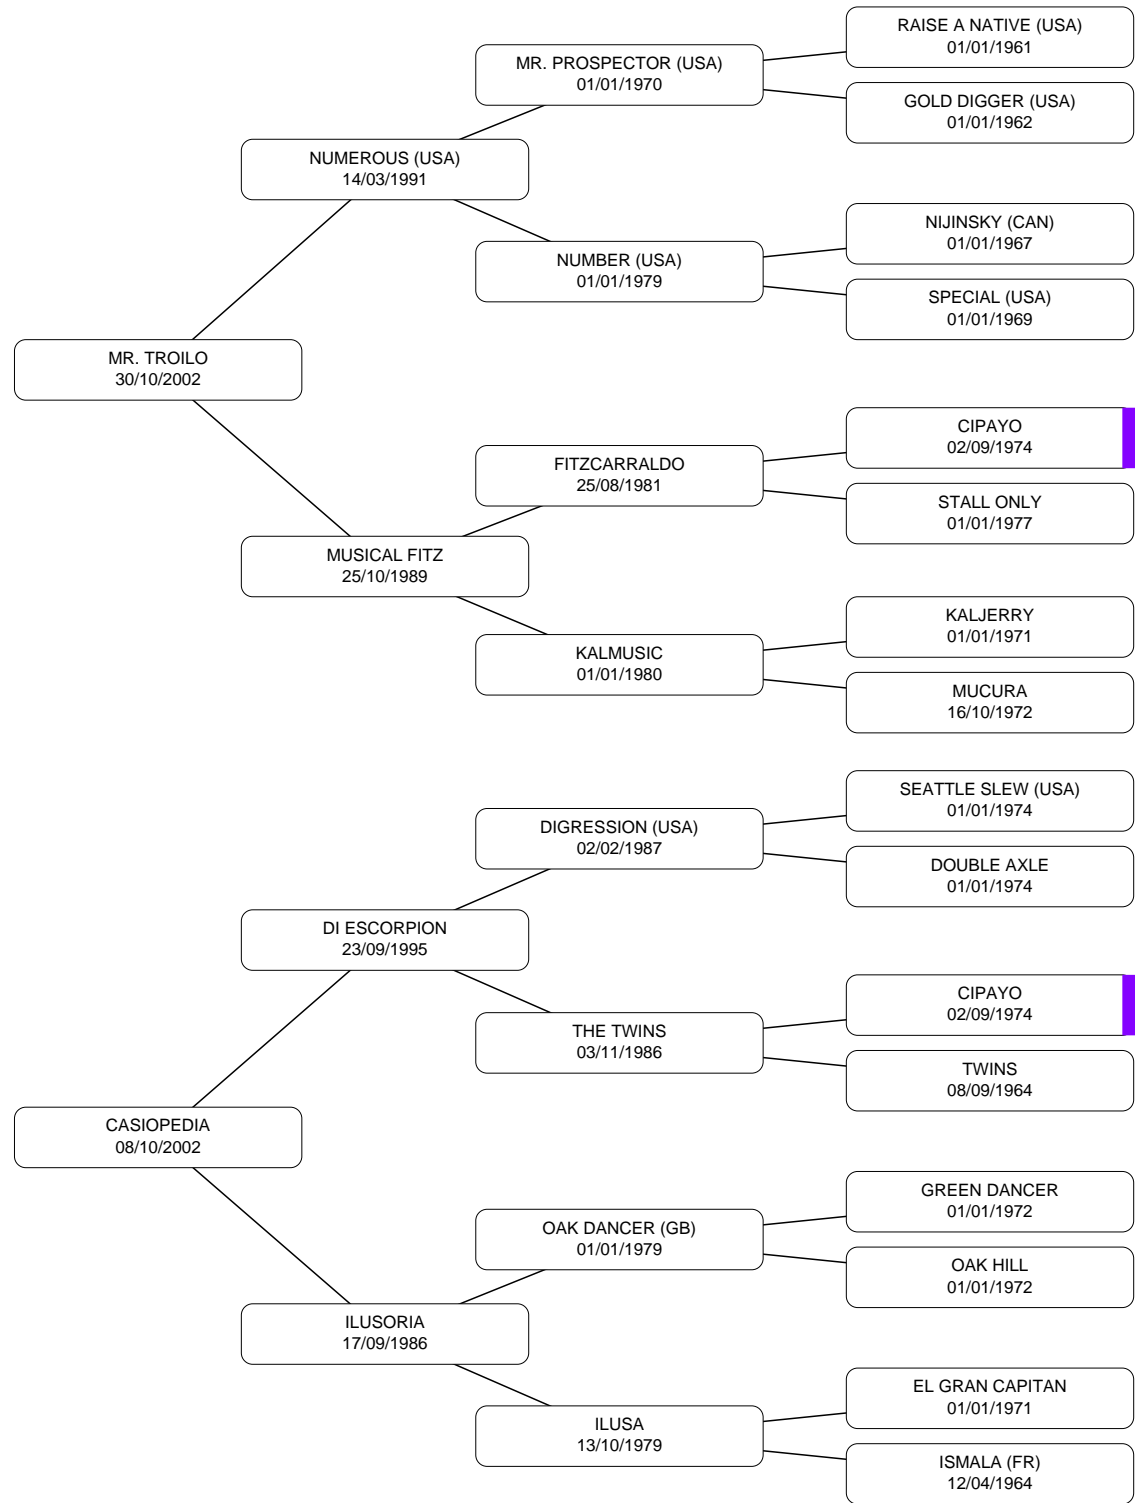 RAISE A NATIVE (USA)
01/01/1961
MR. PROSPECTOR (USA)
01/01/1970
GOLD DIGGER (USA)
01/01/1962
NUMEROUS (USA)
14/03/1991
NIJINSKY (CAN)
01/01/1967
NUMBER (USA)
01/01/1979
SPECIAL (USA)
01/01/1969
MR. TROILO
30/10/2002
CIPAYO
02/09/1974
FITZCARRALDO
25/08/1981
STALL ONLY
01/01/1977
MUSICAL FITZ
25/10/1989
KALJERRY
01/01/1971
KALMUSIC
01/01/1980
MUCURA
16/10/1972
SEATTLE SLEW (USA)
01/01/1974
DIGRESSION (USA)
02/02/1987
DOUBLE AXLE
01/01/1974
DI ESCORPION
23/09/1995
CIPAYO
02/09/1974
THE TWINS
03/11/1986
TWINS
08/09/1964
CASIOPEDIA
08/10/2002
GREEN DANCER
01/01/1972
OAK DANCER (GB)
01/01/1979
OAK HILL
01/01/1972
ILUSORIA
17/09/1986
EL GRAN CAPITAN
01/01/1971
ILUSA
13/10/1979
ISMALA (FR)
12/04/1964